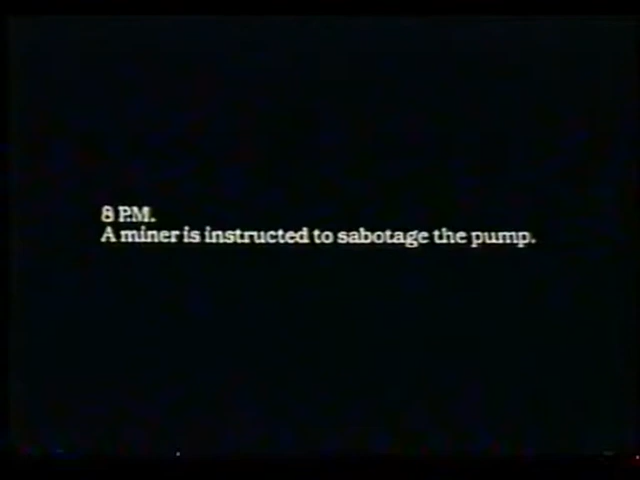 8 P.M.
A miner is instructed to sabotage the pump.